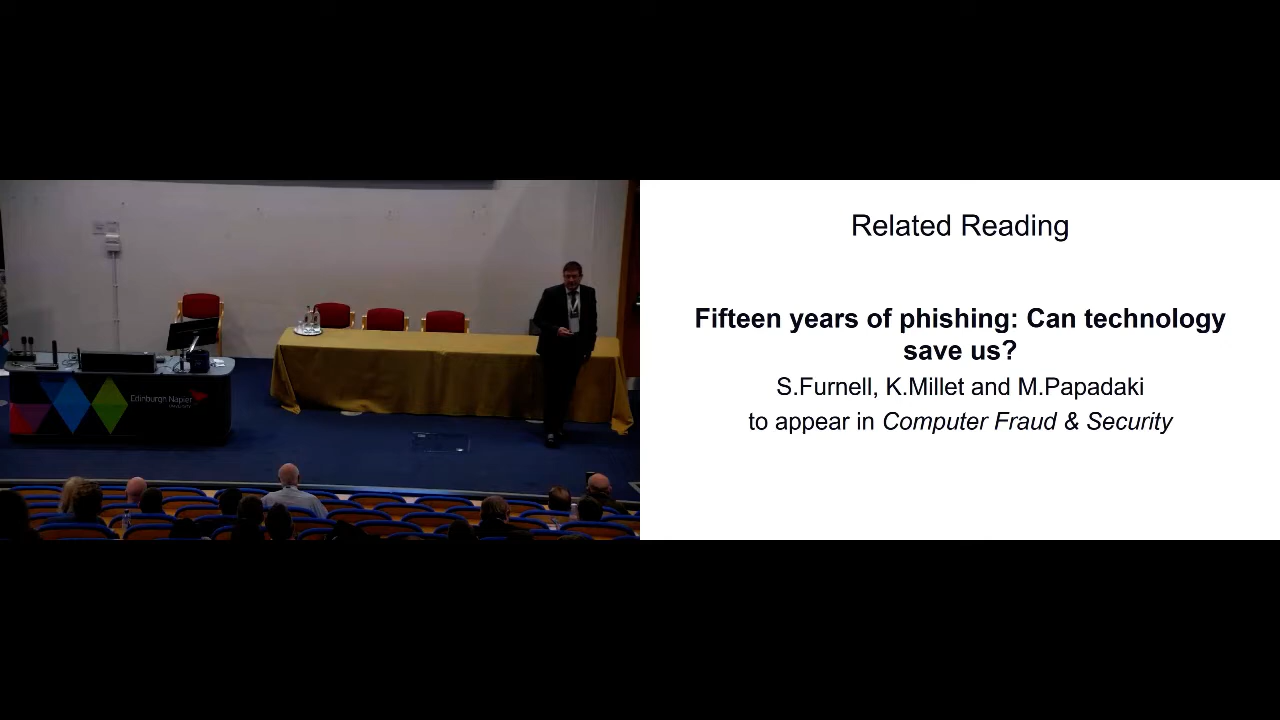 Edinburgh Napier
UNIVERSITY
Related Reading
Fifteen years of phishing: Can technology
save us?
S.Furnell, K.Millet and M.Papadaki
to appear in Computer Fraud & Security